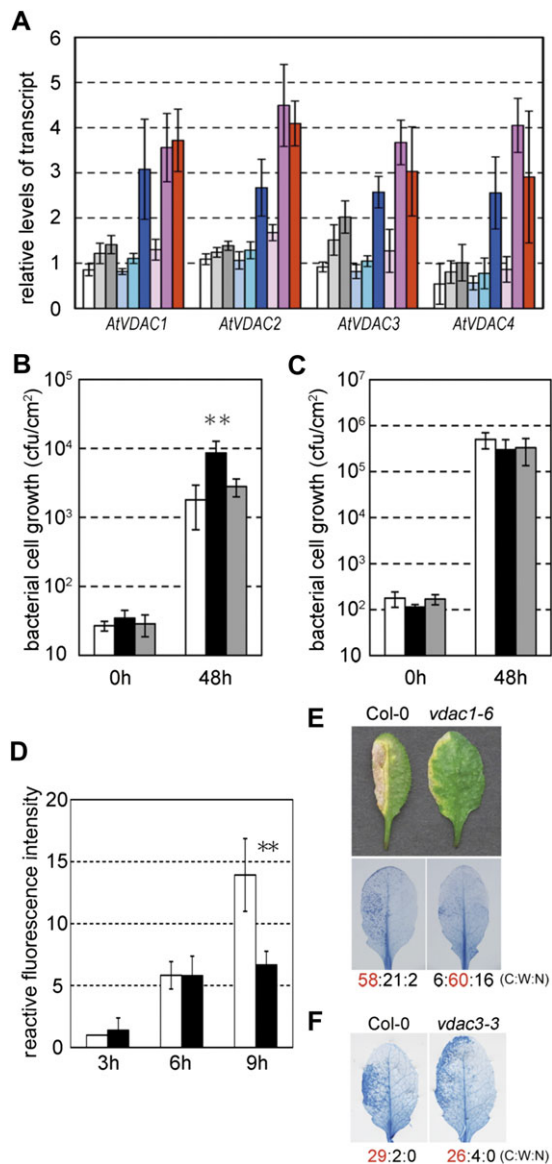 A
relative levels of transcript
6
5
4
3
2
1
0
AtVDAC1 AtVDAC2 AtVDAC3 AtVDAC4
B
bacterial cell growth (cfu/cm²)
10⁵
10⁴
10³
10²
10
**
0h 48h
C
bacterial cell growth (cfu/cm²)
10⁷
10⁶
10⁵
10⁴
10³
10²
10
0h 48h
D
reactive fluorescence intensity
20
15
10
5
0
**
3h 6h 9h
E
Col-0 vdac1-6
58:21:2 6:60:16 (C:W:N)
F
Col-0 vdac3-3
29:2:0 26:4:0 (C:W:N)